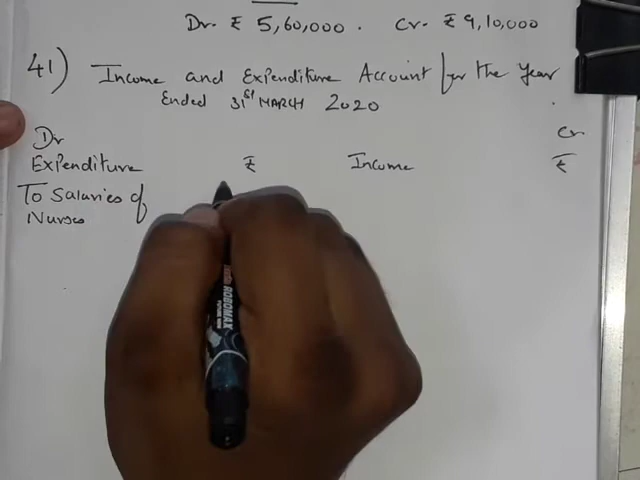 Dr. ₹ 5,60,000. Cr. ₹ 9,10,000
41) Income and Expenditure Account for the Year
Ended 31st MARCH 2020
Dr Cr
Expenditure ₹ Income ₹
To Salaries of
Nurses
ROBOMAX